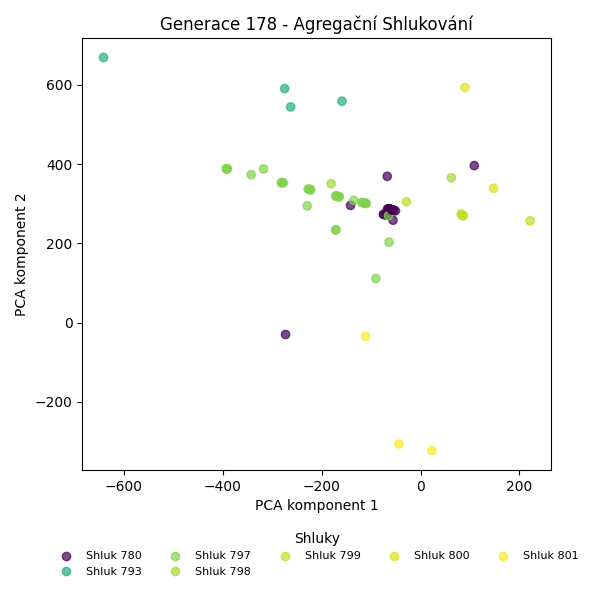 Generace 178 - Agregační Shlukování
PCA komponent 2
600
400
200
0
−200
−600
−400
−200
0
200
PCA komponent 1
Shluky
Shluk 780
Shluk 797
Shluk 799
Shluk 800
Shluk 801
Shluk 793
Shluk 798